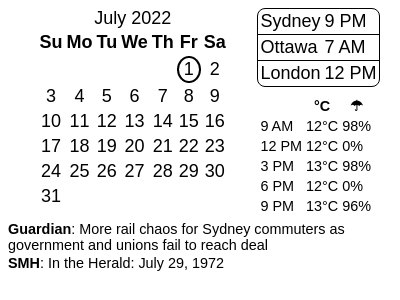 July 2022
Su Mo Tu We Th Fr Sa
1 2
3 4 5 6 7 8 9
10 11 12 13 14 15 16
17 18 19 20 21 22 23
24 25 26 27 28 29 30
31
Sydney 9 PM
Ottawa 7 AM
London 12 PM
°C ☂
9 AM 12°C 98%
12 PM 12°C 0%
3 PM 13°C 98%
6 PM 12°C 0%
9 PM 13°C 96%
Guardian: More rail chaos for Sydney commuters as
government and unions fail to reach deal
SMH: In the Herald: July 29, 1972